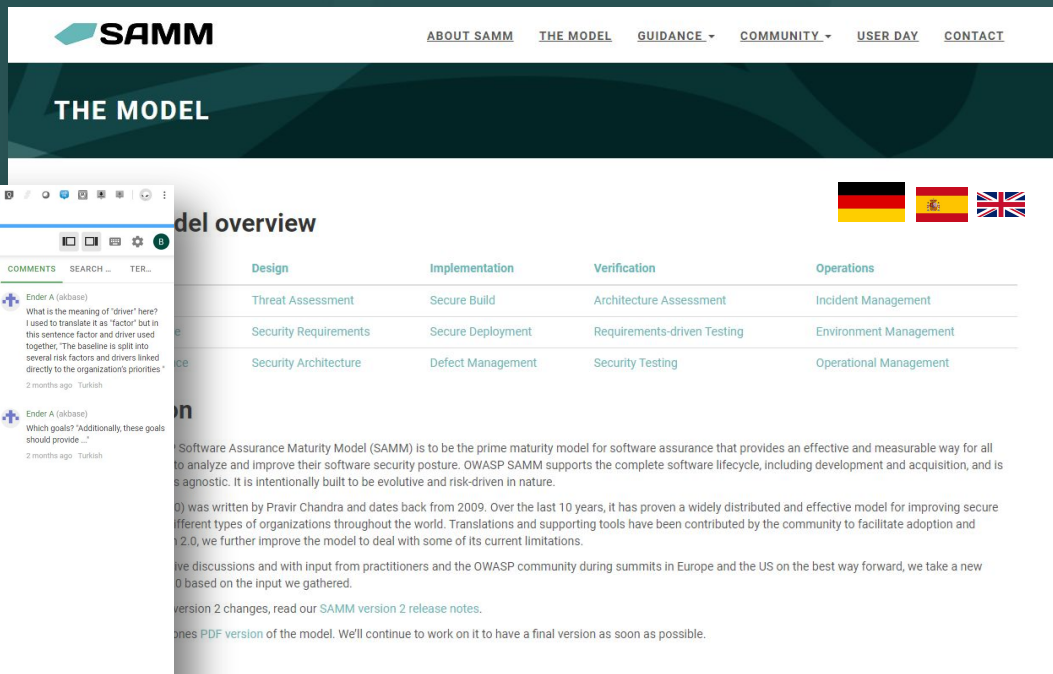 SAMM
ABOUT SAMM THE MODEL GUIDANCE COMMUNITY USER DAY CONTACT
THE MODEL
del overview
Design Implementation Verification Operations
Threat Assessment Secure Build Architecture Assessment Incident Management
e Security Requirements Secure Deployment Requirements-driven Testing Environment Management
ce Security Architecture Defect Management Security Testing Operational Management
on
Software Assurance Maturity Model (SAMM) is to be the prime maturity model for software assurance that provides an effective and measurable way for all
to analyze and improve their software security posture. OWASP SAMM supports the complete software lifecycle, including development and acquisition, and is
s agnostic. It is intentionally built to be evolutive and risk-driven in nature.
0) was written by Pravir Chandra and dates back from 2009. Over the last 10 years, it has proven a widely distributed and effective model for improving secure
ifferent types of organizations throughout the world. Translations and supporting tools have been contributed by the community to facilitate adoption and
2.0, we further improve the model to deal with some of its current limitations.
ive discussions and with input from practitioners and the OWASP community during summits in Europe and the US on the best way forward, we take a new
0 based on the input we gathered.
version 2 changes, read our SAMM version 2 release notes.
ones PDF version of the model. We'll continue to work on it to have a final version as soon as possible.
B
COMMENTS SEARCH ... TER...
Ender A (akbase)
What is the meaning of "driver" here?
I used to translate it as "factor" but in
this sentence factor and driver used
together, "The baseline is split into
several risk factors and drivers linked
directly to the organization's priorities "
2 months ago Turkish
Ender A (akbase)
Which goals? "Additionally, these goals
should provide ..."
2 months ago Turkish